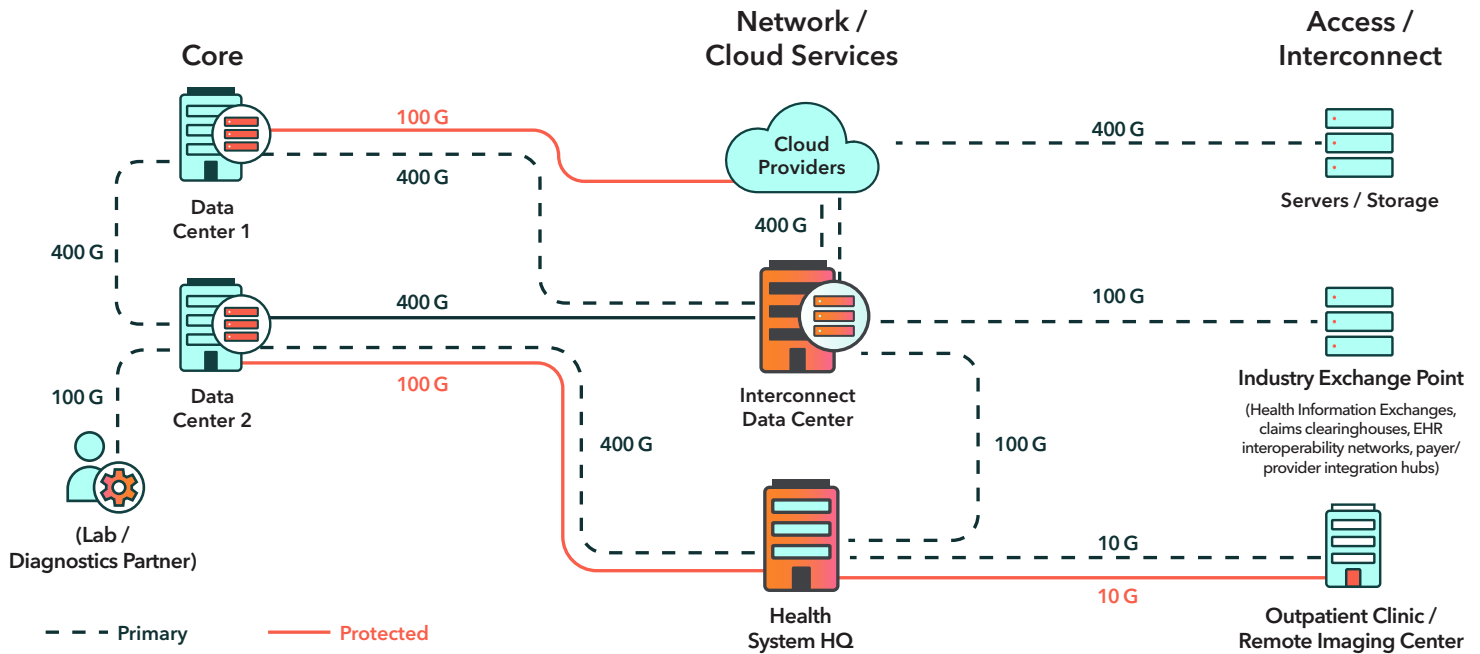 Core
Network /
Cloud Services
Access /
Interconnect
100 G
400 G
Cloud
Providers
400 G
Servers / Storage
Data
Center 1
400 G
400 G
400 G
100 G
Data
Center 2
100 G
100 G
Interconnect
Data Center
Industry Exchange Point
(Health Information Exchanges,
claims clearinghouses, EHR
interoperability networks, payer/
provider integration hubs)
400 G
100 G
(Lab /
Diagnostics Partner)
10 G
10 G
Health
System HQ
Outpatient Clinic /
Remote Imaging Center
Primary
Protected